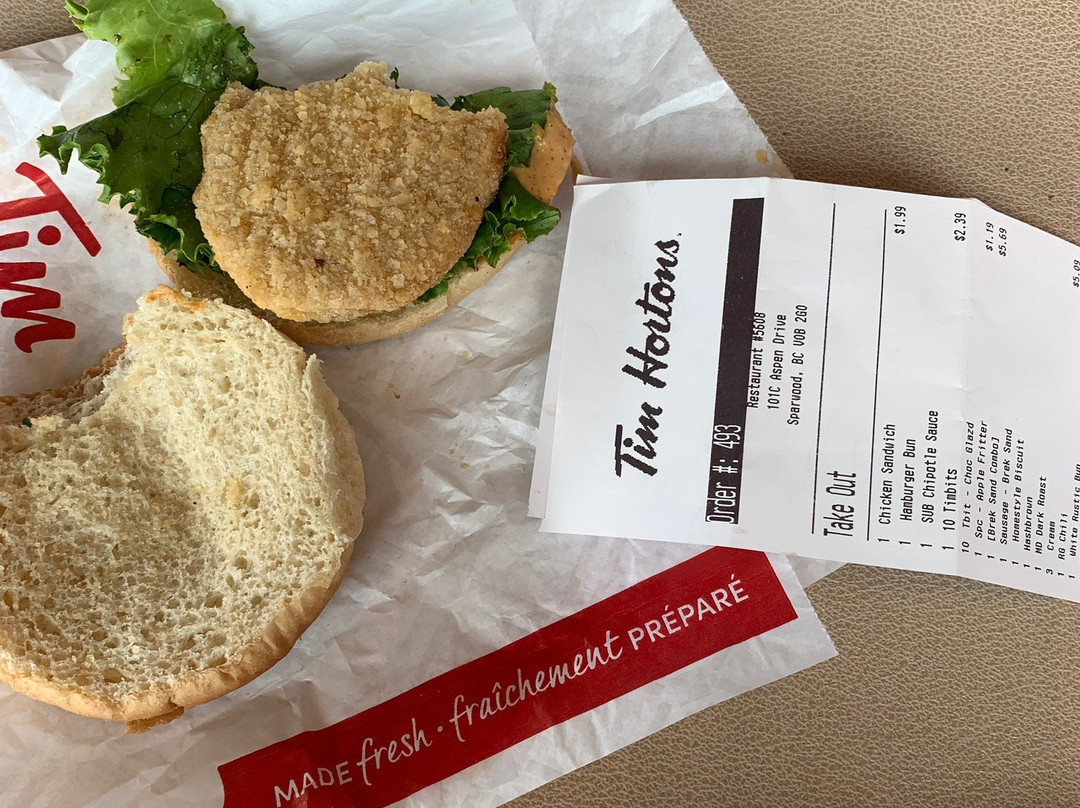 Tim
Tim Hortons.
Order #: 493
Restaurant #5608
101C Aspen Drive
Sparwood, BC V0B 2G0
Take Out
1 Chicken Sandwich $1.99
1 Hamburger Bun
1 SUB Chipotle Sauce
1 10 Timbits $2.39
10 Tbit - Choc Glazd
1 Spc - Apple Fritter $1.19
1 [Brek Sand Combo] $5.69
1 Sausage - Brek Sand
1 Homestyle Biscuit
1 Hashbrown
1 MD Dark Roast
3 Cream
1 RG Chili $5.09
1 White Rustic Bun
MADE fresh · fraîchement PRÉPARÉ